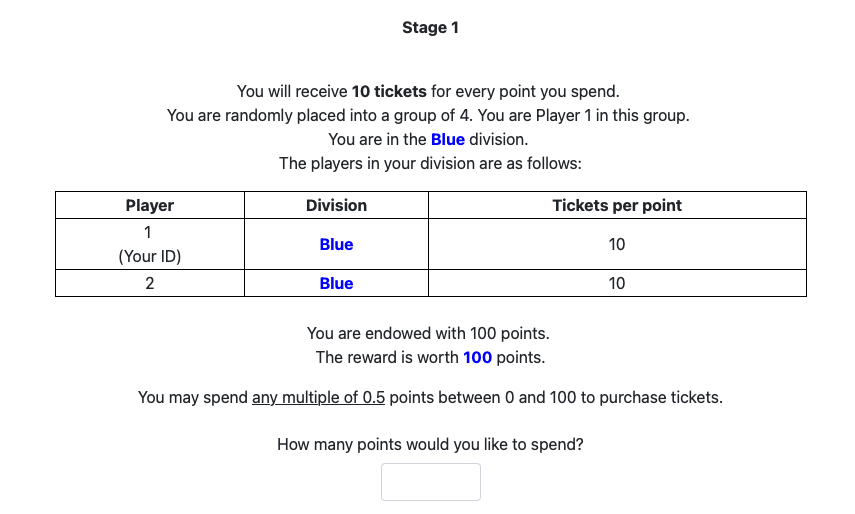 Stage 1
You will receive 10 tickets for every point you spend.
You are randomly placed into a group of 4. You are Player 1 in this group.
You are in the Blue division.
The players in your division are as follows:
Player Division Tickets per point
1
(Your ID) Blue 10
2 Blue 10
You are endowed with 100 points.
The reward is worth 100 points.
You may spend any multiple of 0.5 points between 0 and 100 to purchase tickets.
How many points would you like to spend?